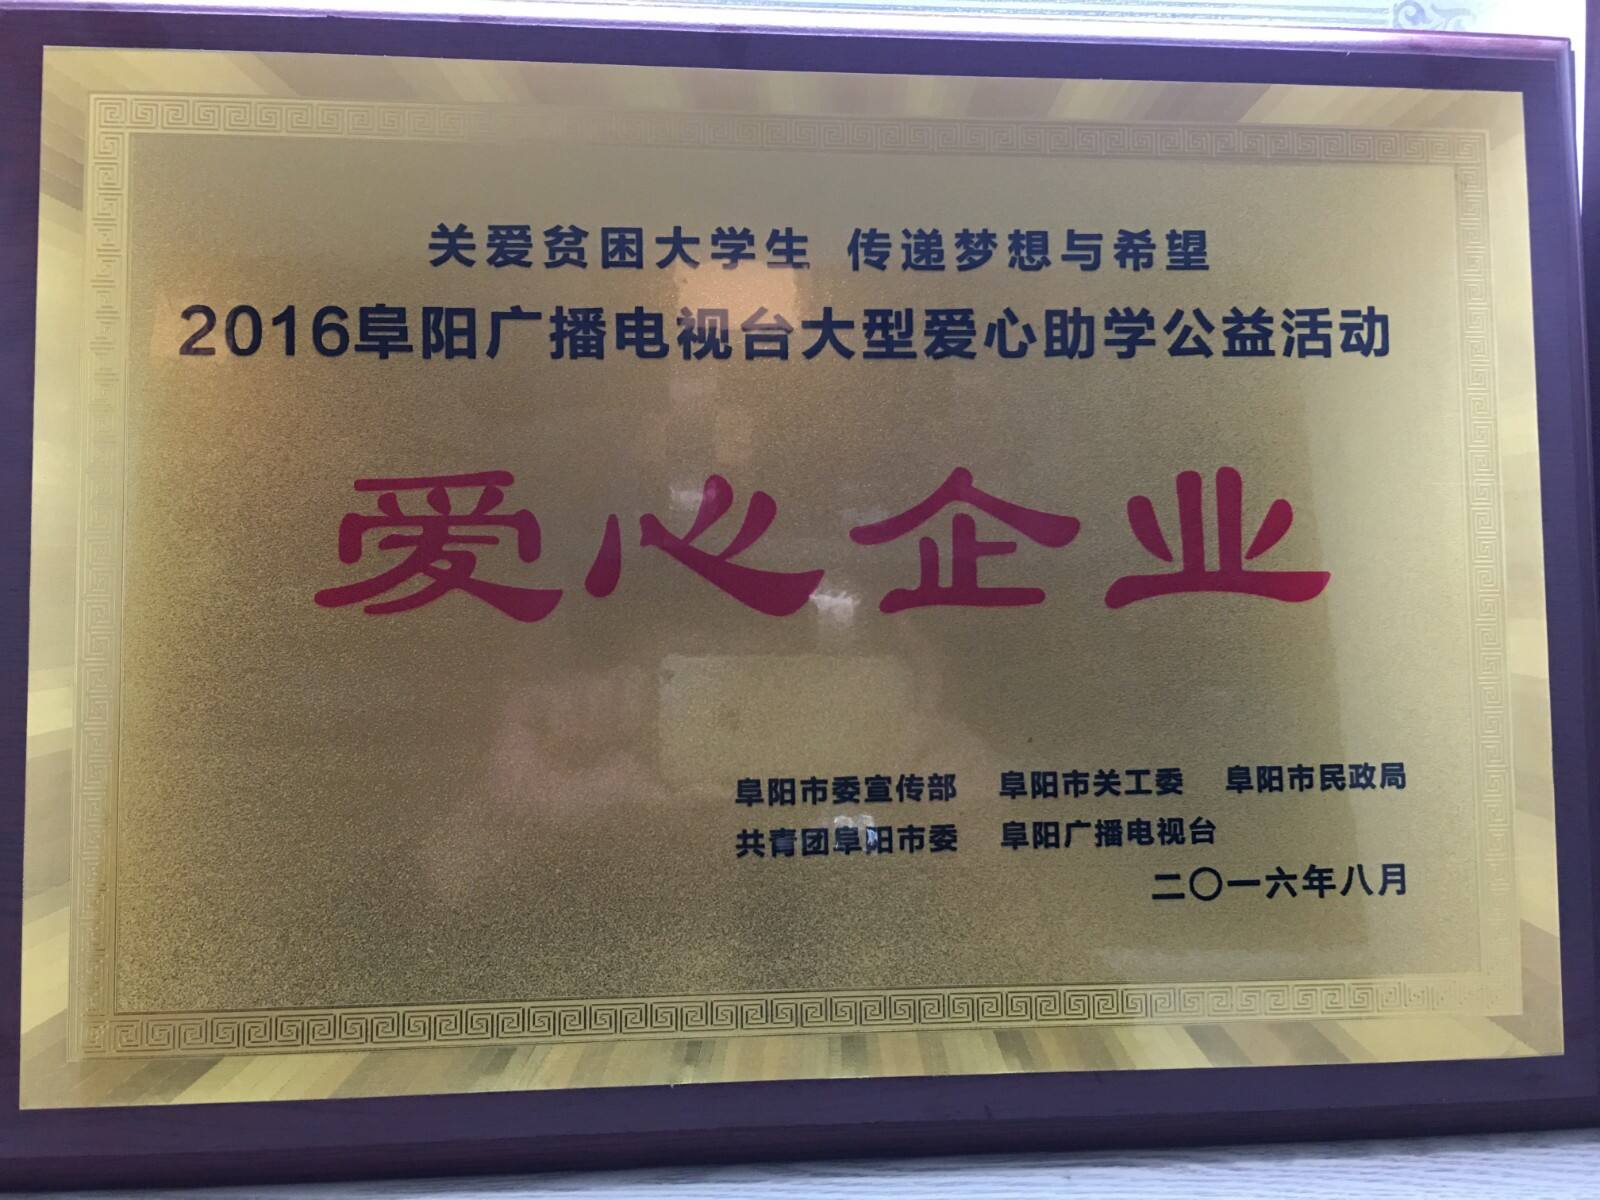 关爱贫困大学生 传递梦想与希望
2016阜阳广播电视台大型爱心助学公益活动
爱心企业
阜阳市委宣传部 阜阳市关工委 阜阳市民政局
共青团阜阳市委 阜阳广播电视台
二〇一六年八月